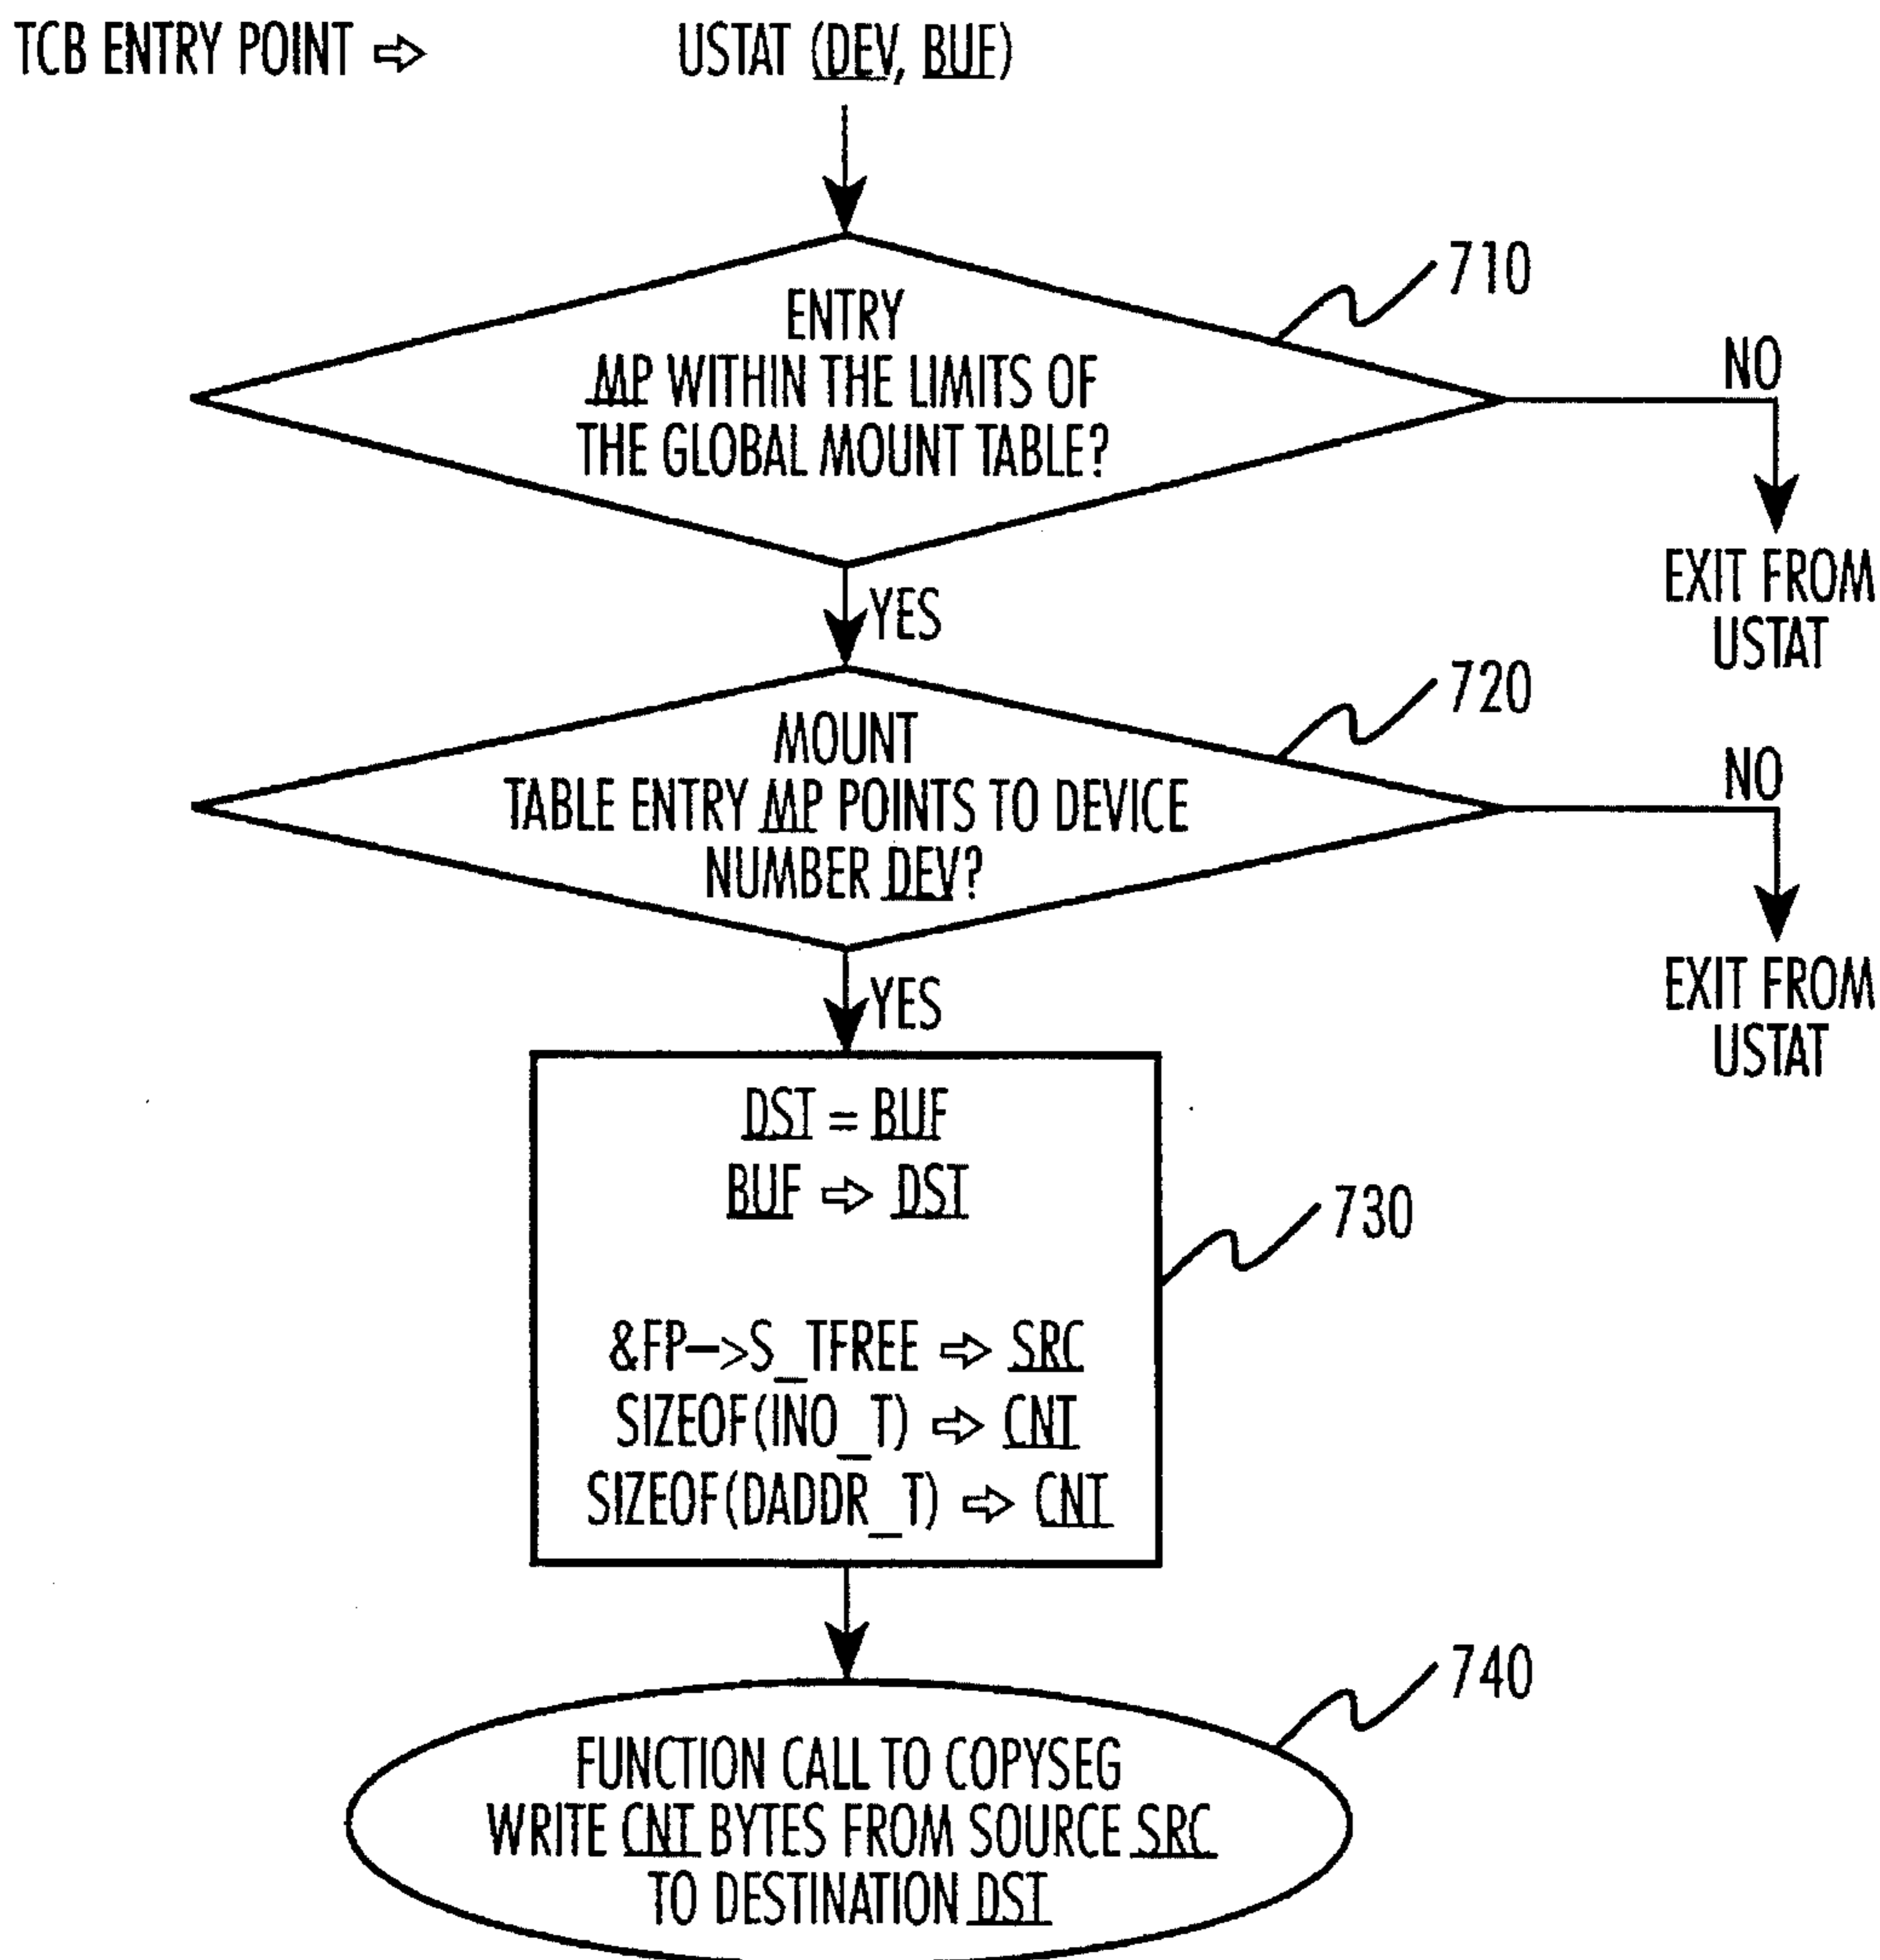 TCB ENTRY POINT ⇨ USTAT (DEV, BUF)
710
ENTRY
MP WITHIN THE LIMITS OF
THE GLOBAL MOUNT TABLE?
NO
EXIT FROM
USTAT
YES
720
MOUNT
TABLE ENTRY MP POINTS TO DEVICE
NUMBER DEV?
NO
EXIT FROM
USTAT
YES
DST = BUF
BUF ⇨ DST
730
&FP–>S_TFREE ⇨ SRC
SIZEOF(INO_T) ⇨ CNT
SIZEOF(DADDR_T) ⇨ CNT
740
FUNCTION CALL TO COPYSEG
WRITE CNT BYTES FROM SOURCE SRC
TO DESTINATION DST